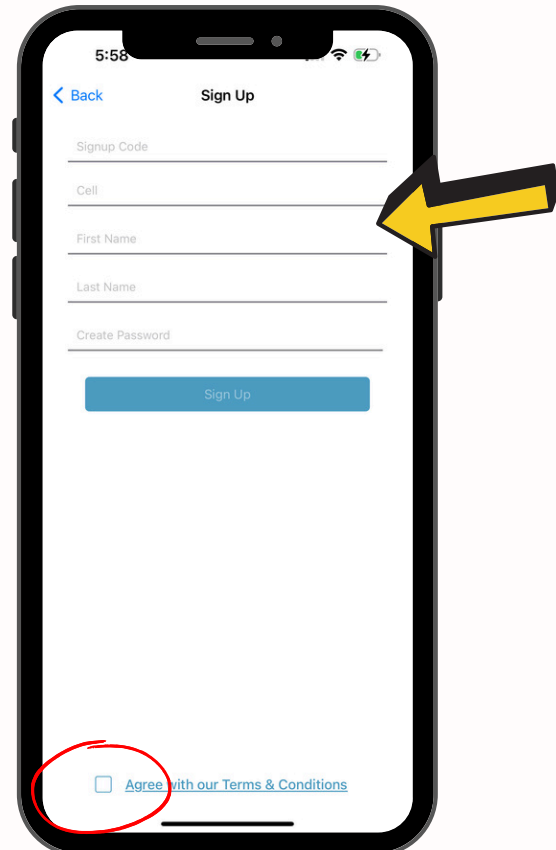 5:58
Back Sign Up
Signup Code
Cell
First Name
Last Name
Create Password
Sign Up
Agree with our Terms & Conditions